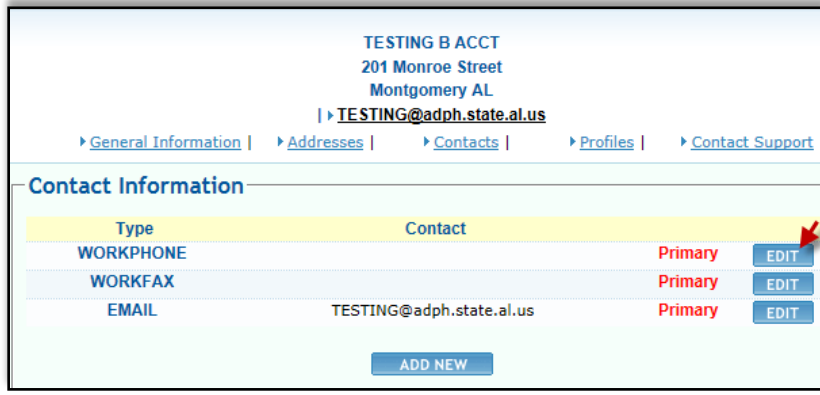 TESTING B ACCT
201 Monroe Street
Montgomery AL
| TESTING@adph.state.al.us
General Information | Addresses | Contacts | Profiles | Contact Support
Contact Information
Type Contact
WORKPHONE Primary EDIT
WORKFAX Primary EDIT
EMAIL TESTING@adph.state.al.us Primary EDIT
ADD NEW